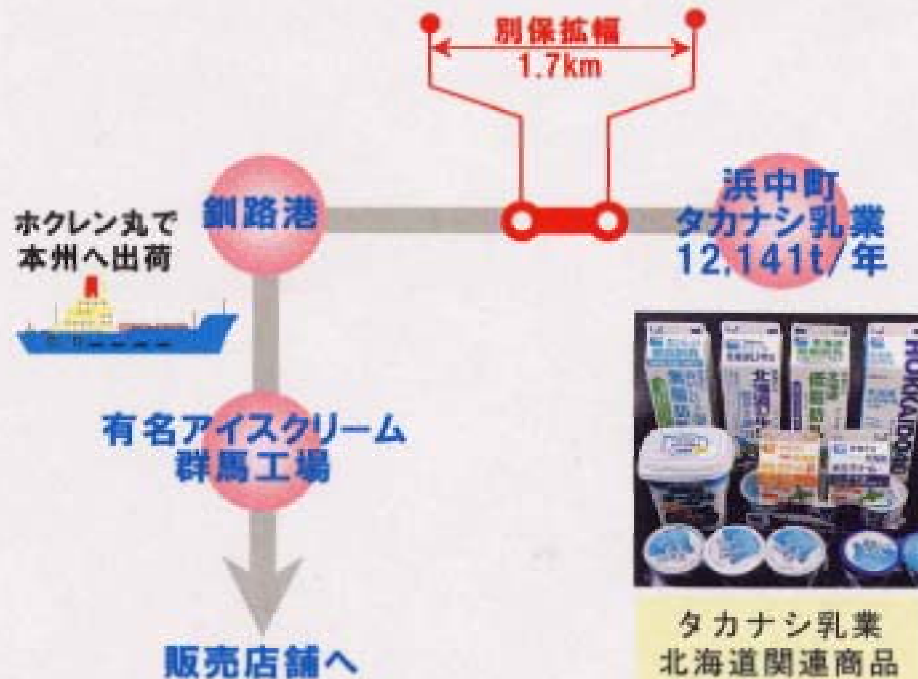 別保拡幅
1.7km
釧路港
浜中町
タカナシ乳業
12,141t/年
ホクレン丸で
本州へ出荷
有名アイスクリーム
群馬工場
販売店舗へ
HOKKAIDO
タカナシ乳業
北海道関連商品